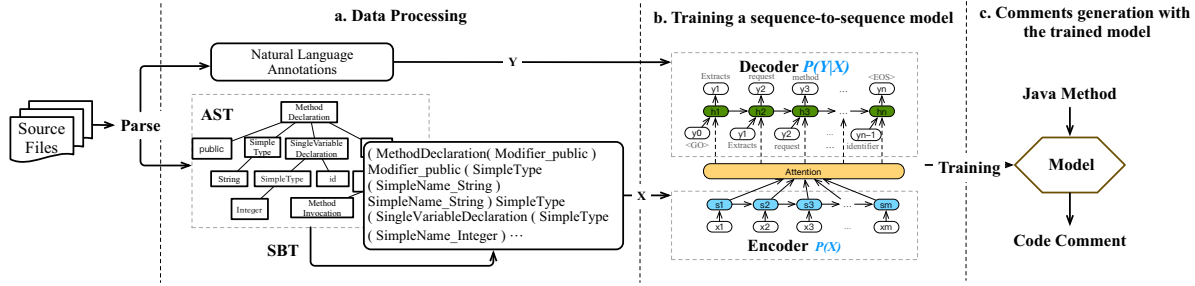 a. Data Processing
b. Training a sequence-to-sequence model
c. Comments generation with
the trained model
Source
Files
Parse
Natural Language
Annotations
Y
AST
Method
Declaration
public
Simple
Type
SingleVariable
Declaration
String
SimpleType
id
Integer
Method
Invocation
SBT
( MethodDeclaration( Modifier_public )
Modifier_public ( SimpleType
( SimpleName_String )
SimpleName_String ) SimpleType
( SingleVariableDeclaration ( SimpleType
( SimpleName_Integer ) ⋯
X
Decoder P(Y|X)
Extracts request method ... <EOS>
y1 y2 y3 ... yn
h1 h2 h3 ... hn
y0 y1 y2 ... yn-1
<GO> Extracts request ... identifier
Attention
s1 s2 s3 ... sm
x1 x2 x3 ... xm
Encoder P(X)
Training
Java Method
Model
Code Comment